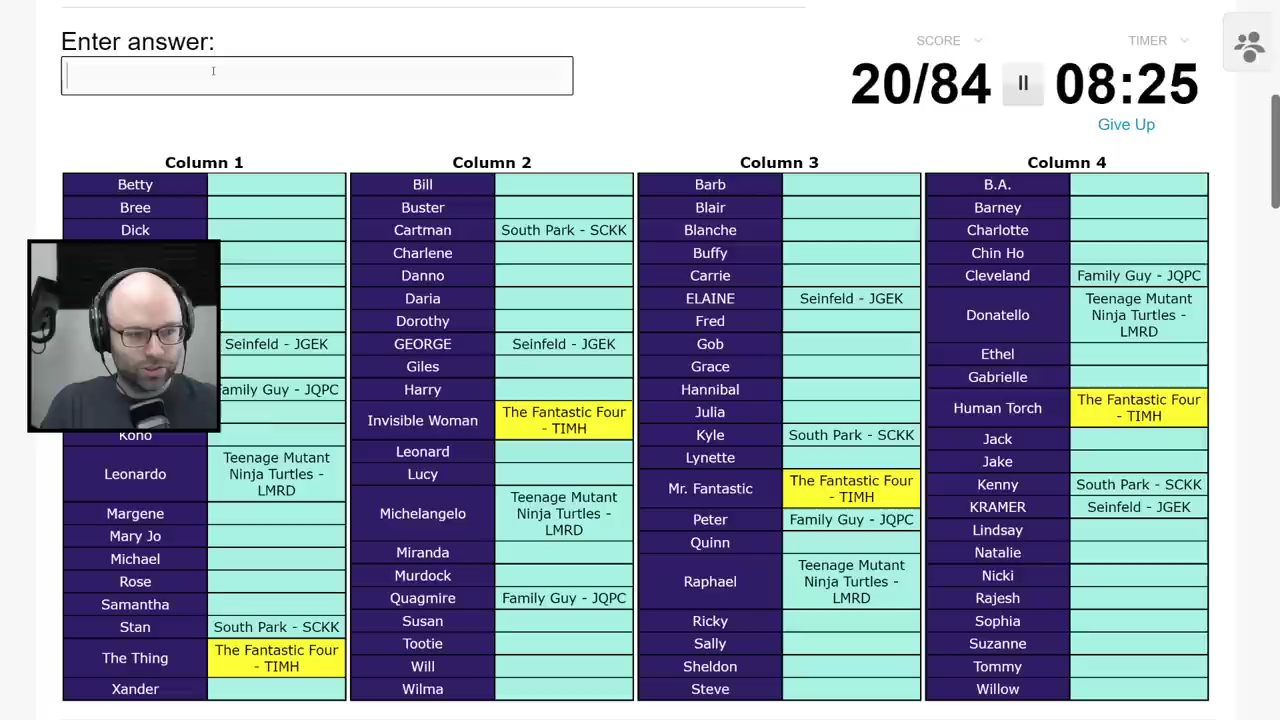 Enter answer:
SCORE
TIMER
20/84
08:25
Give Up
Column 1
Column 2
Column 3
Column 4
Betty
Bree
Dick
Seinfeld - JGEK
Family Guy - JQPC
Kono
Leonardo
Teenage Mutant
Ninja Turtles -
LMRD
Margene
Mary Jo
Michael
Rose
Samantha
Stan
South Park - SCKK
The Thing
The Fantastic Four
- TIMH
Xander
Bill
Buster
Cartman
South Park - SCKK
Charlene
Danno
Daria
Dorothy
GEORGE
Seinfeld - JGEK
Giles
Harry
Invisible Woman
The Fantastic Four
- TIMH
Leonard
Lucy
Michelangelo
Teenage Mutant
Ninja Turtles -
LMRD
Miranda
Murdock
Quagmire
Family Guy - JQPC
Susan
Tootie
Will
Wilma
Barb
Blair
Blanche
Buffy
Carrie
ELAINE
Seinfeld - JGEK
Fred
Gob
Grace
Hannibal
Julia
Kyle
South Park - SCKK
Lynette
Mr. Fantastic
The Fantastic Four
- TIMH
Peter
Family Guy - JQPC
Quinn
Raphael
Teenage Mutant
Ninja Turtles -
LMRD
Ricky
Sally
Sheldon
Steve
B.A.
Barney
Charlotte
Chin Ho
Cleveland
Family Guy - JQPC
Donatello
Teenage Mutant
Ninja Turtles -
LMRD
Ethel
Gabrielle
Human Torch
The Fantastic Four
- TIMH
Jack
Jake
Kenny
South Park - SCKK
KRAMER
Seinfeld - JGEK
Lindsay
Natalie
Nicki
Rajesh
Sophia
Suzanne
Tommy
Willow